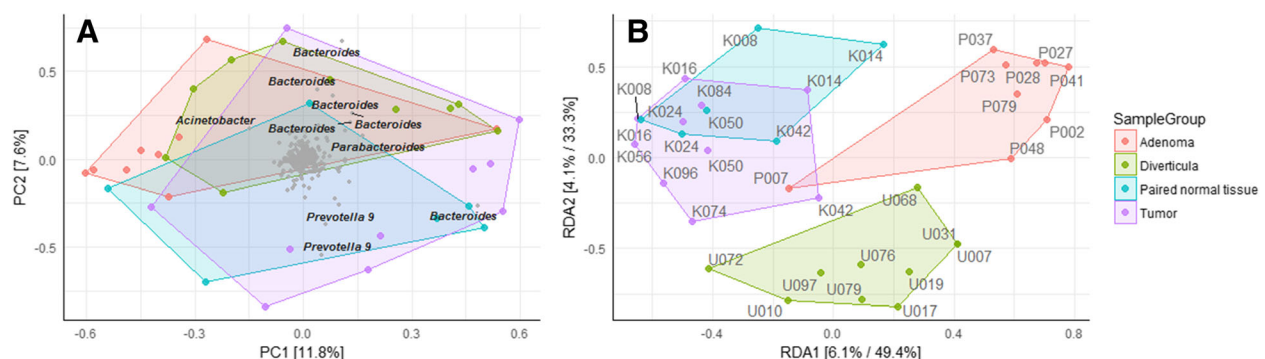 A
PC2 [7.6%]
0.5
0.0
-0.5
-0.6
-0.3
0.0
0.3
0.6
PC1 [11.8%]
Bacteroides
Bacteroides
Bacteroides
Acinetobacter
Bacteroides
Bacteroides
Parabacteroides
Prevotella 9
Bacteroides
Prevotella 9
B
RDA2 [4.1% / 33.3%]
0.5
0.0
-0.5
-0.4
0.0
0.4
0.8
RDA1 [6.1% / 49.4%]
K008
K014
K016
K014
K008
K084
K024
K050
K016
K024
K042
K056
K050
K096
K074
K042
P037
P027
P073
P028
P041
P079
P002
P048
P007
U068
U031
U072
U076
U007
U097
U079
U019
U010
U017
SampleGroup
Adenoma
Diverticula
Paired normal tissue
Tumor